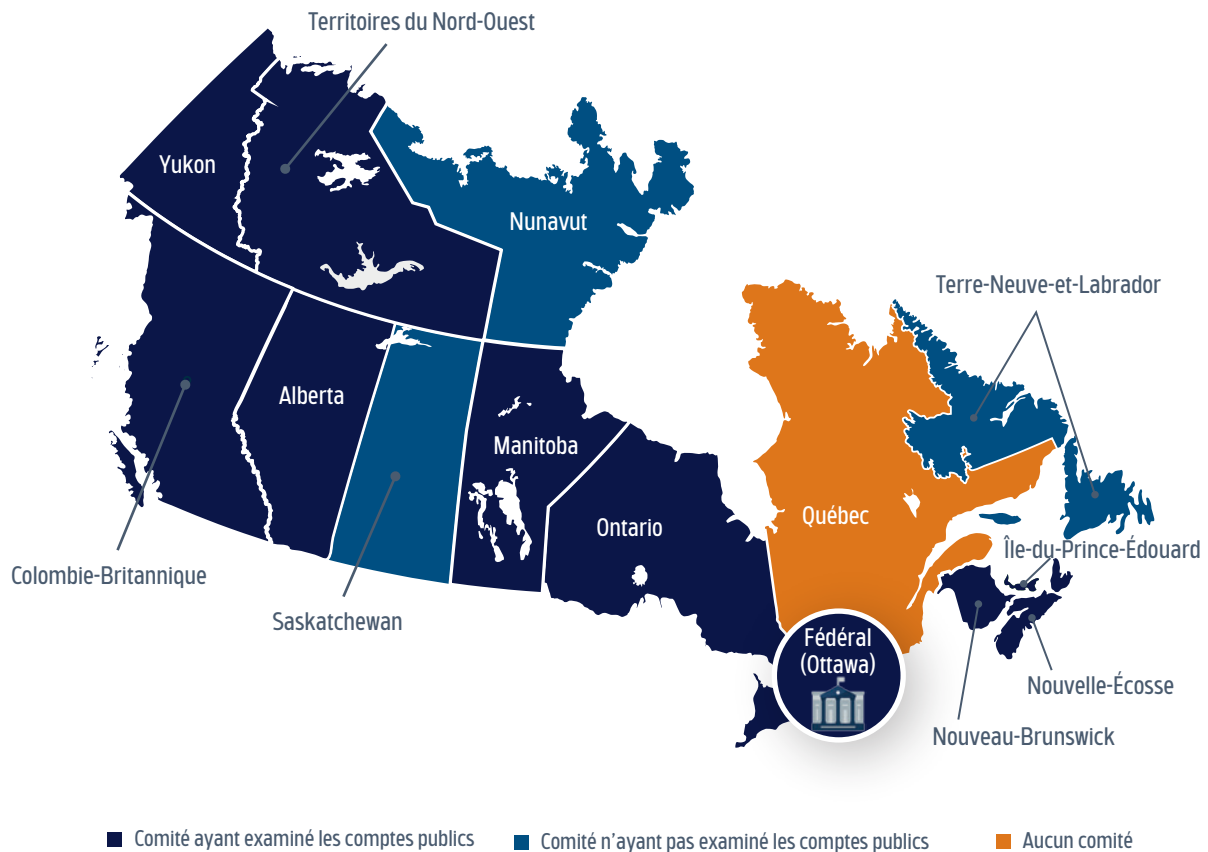 Territoires du Nord-Ouest
Yukon
Nunavut
Terre-Neuve-et-Labrador
Alberta
Manitoba
Québec
Ontario
Île-du-Prince-Édouard
Colombie-Britannique
Saskatchewan
Fédéral
(Ottawa)
Nouvelle-Écosse
Nouveau-Brunswick
Comité ayant examiné les comptes publics
Comité n'ayant pas examiné les comptes publics
Aucun comité